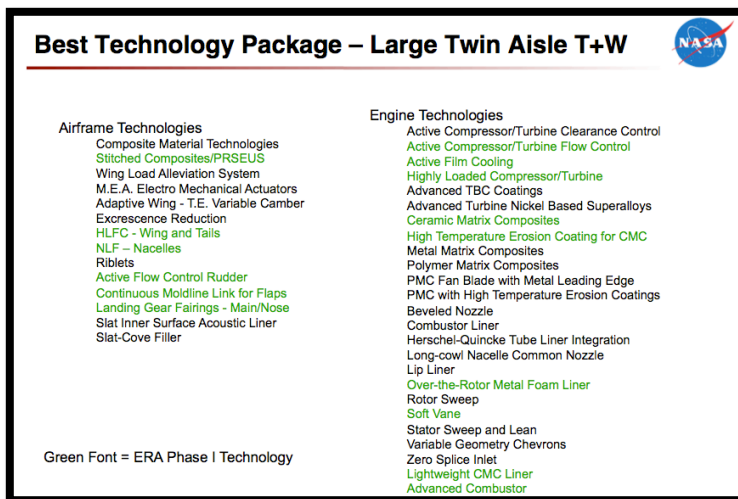 Best Technology Package – Large Twin Aisle T+W
NASA
Airframe Technologies
Composite Material Technologies
Stitched Composites/PRSEUS
Wing Load Alleviation System
M.E.A. Electro Mechanical Actuators
Adaptive Wing - T.E. Variable Camber
Excrescence Reduction
HLFC - Wing and Tails
NLF – Nacelles
Riblets
Active Flow Control Rudder
Continuous Moldline Link for Flaps
Landing Gear Fairings - Main/Nose
Slat Inner Surface Acoustic Liner
Slat-Cove Filler
Green Font = ERA Phase I Technology
Engine Technologies
Active Compressor/Turbine Clearance Control
Active Compressor/Turbine Flow Control
Active Film Cooling
Highly Loaded Compressor/Turbine
Advanced TBC Coatings
Advanced Turbine Nickel Based Superalloys
Ceramic Matrix Composites
High Temperature Erosion Coating for CMC
Metal Matrix Composites
Polymer Matrix Composites
PMC Fan Blade with Metal Leading Edge
PMC with High Temperature Erosion Coatings
Beveled Nozzle
Combustor Liner
Herschel-Quincke Tube Liner Integration
Long-cowl Nacelle Common Nozzle
Lip Liner
Over-the-Rotor Metal Foam Liner
Rotor Sweep
Soft Vane
Stator Sweep and Lean
Variable Geometry Chevrons
Zero Splice Inlet
Lightweight CMC Liner
Advanced Combustor